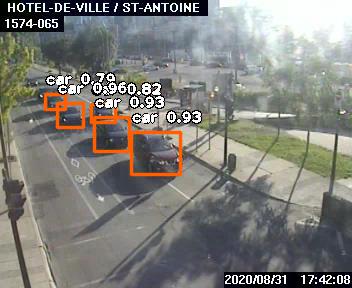 HOTEL-DE-VILLE / ST-ANTOINE
1574-065
car 0.79
car 0.96
0.82
car 0.93
car 0.93
2020/08/31 17:42:08